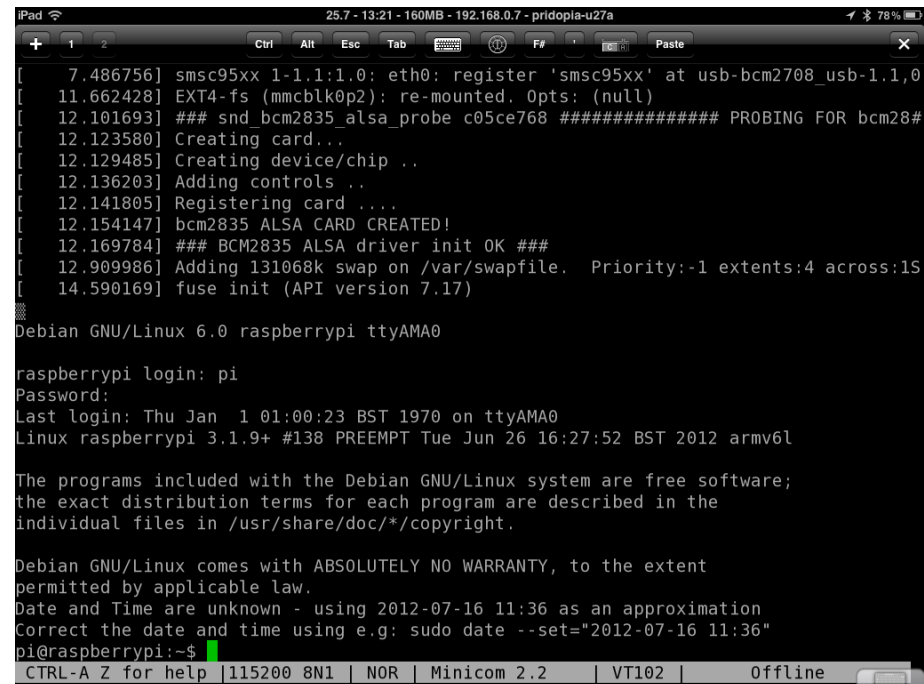 iPad 25.7 - 13:21 - 160MB - 192.168.0.7 - pridopia-u27a 78%
+ 1 2 Ctrl Alt Esc Tab F# ' C A Paste ×
[ 7.486756] smsc95xx 1-1.1:1.0: eth0: register 'smsc95xx' at usb-bcm2708_usb-1.1,0
[ 11.662428] EXT4-fs (mmcblk0p2): re-mounted. Opts: (null)
[ 12.101693] ### snd_bcm2835_alsa_probe c05ce768 ############### PROBING FOR bcm28#
[ 12.123580] Creating card...
[ 12.129485] Creating device/chip ..
[ 12.136203] Adding controls ..
[ 12.141805] Registering card ....
[ 12.154147] bcm2835 ALSA CARD CREATED!
[ 12.169784] ### BCM2835 ALSA driver init OK ###
[ 12.909986] Adding 131068k swap on /var/swapfile.  Priority:-1 extents:4 across:1S
[ 14.590169] fuse init (API version 7.17)
Debian GNU/Linux 6.0 raspberrypi ttyAMA0
raspberrypi login: pi
Password:
Last login: Thu Jan  1 01:00:23 BST 1970 on ttyAMA0
Linux raspberrypi 3.1.9+ #138 PREEMPT Tue Jun 26 16:27:52 BST 2012 armv6l
The programs included with the Debian GNU/Linux system are free software;
the exact distribution terms for each program are described in the
individual files in /usr/share/doc/*/copyright.
Debian GNU/Linux comes with ABSOLUTELY NO WARRANTY, to the extent
permitted by applicable law.
Date and Time are unknown - using 2012-07-16 11:36 as an approximation
Correct the date and time using e.g: sudo date --set="2012-07-16 11:36"
pi@raspberrypi:~$
CTRL-A Z for help |115200 8N1 | NOR | Minicom 2.2 | VT102 | Offline